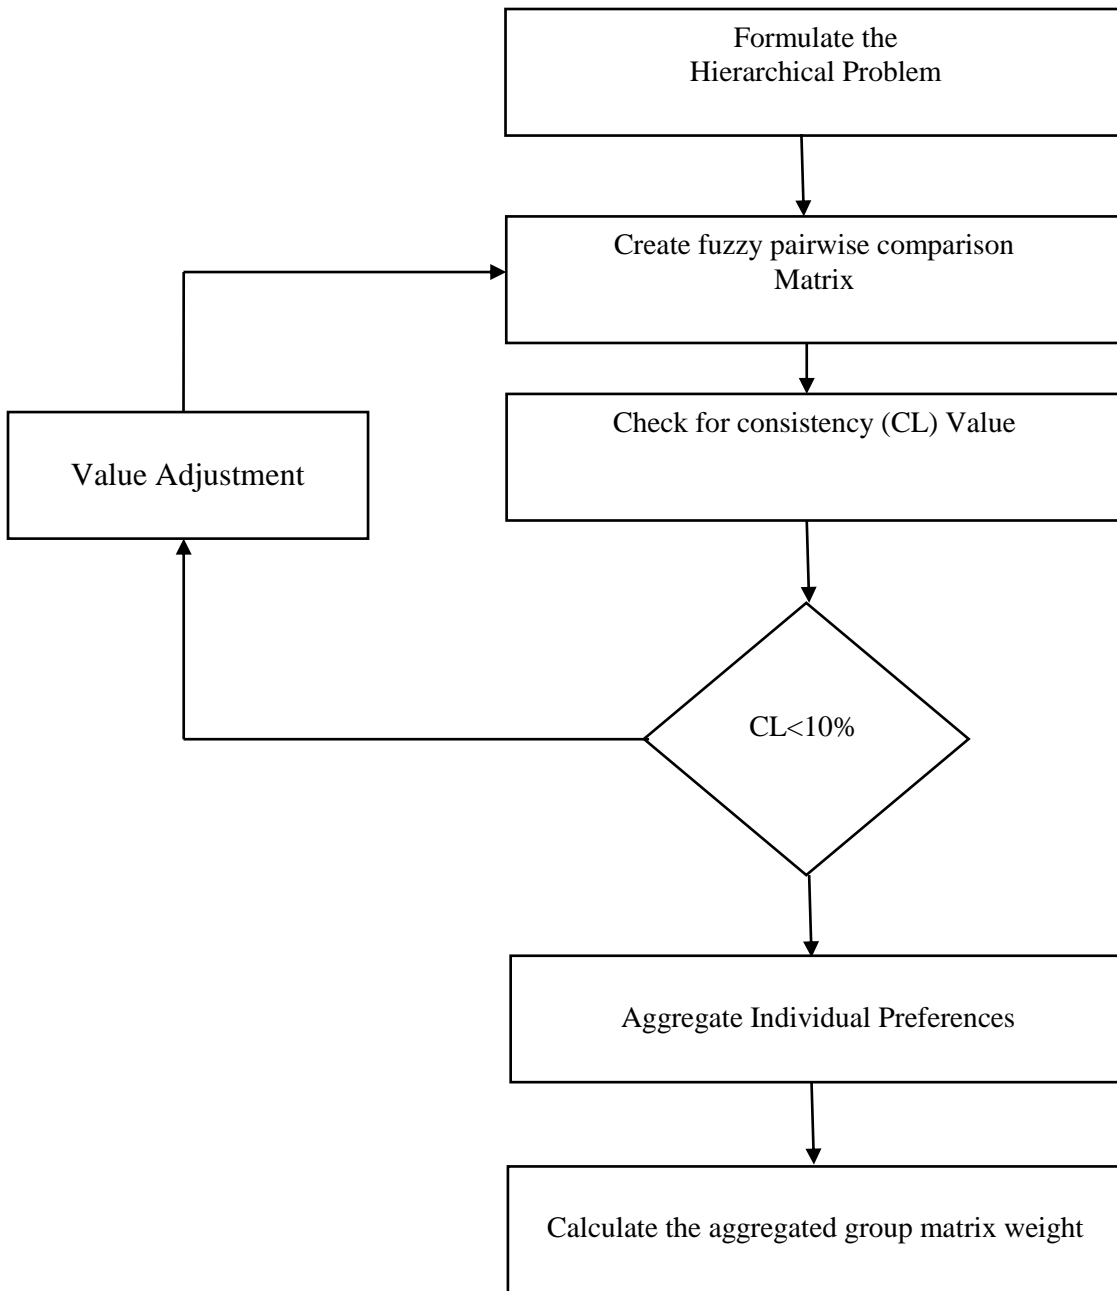 Formulate the
Hierarchical Problem
Create fuzzy pairwise comparison
Matrix
Check for consistency (CL) Value
Value Adjustment
CL<10%
Aggregate Individual Preferences
Calculate the aggregated group matrix weight